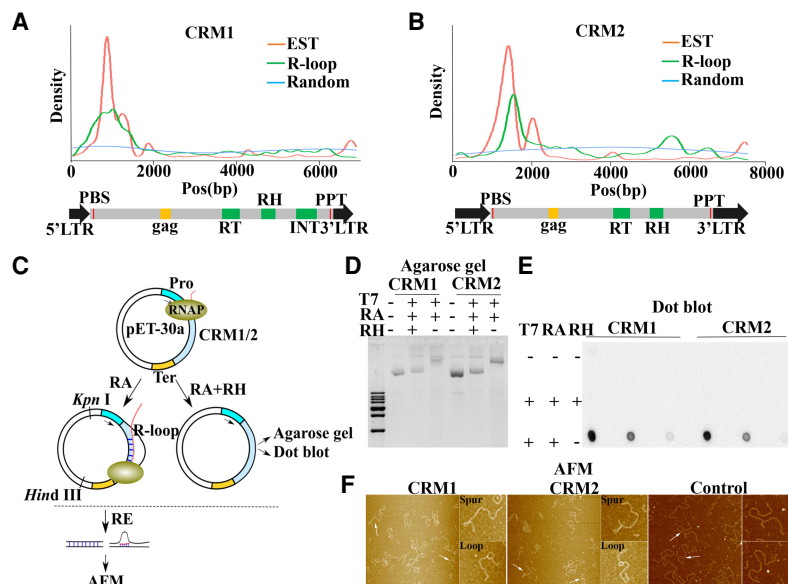 A
CRM1
EST
R-loop
Random
Density
0 2000 4000 6000
Pos(bp)
PBS RH PPT
5'LTR gag RT INT 3'LTR
B
CRM2
EST
R-loop
Random
Density
0 2000 4000 6000 8000
Pos(bp)
PBS PPT
5'LTR gag RT RH 3'LTR
C
Pro
RNAP
pET-30a
CRM1/2
Ter
RA RA+RH
Kpn I
R-loop
Hind III
Agarose gel
Dot blot
RE
AFM
D
Agarose gel
CRM1 CRM2
T7 - + + - + +
RA - + + - + +
RH - + - - + -
E
Dot blot
T7 RA RH CRM1 CRM2
- - -
+ + +
+ + -
F
AFM
CRM1 CRM2 Control
Spur Spur
Loop Loop